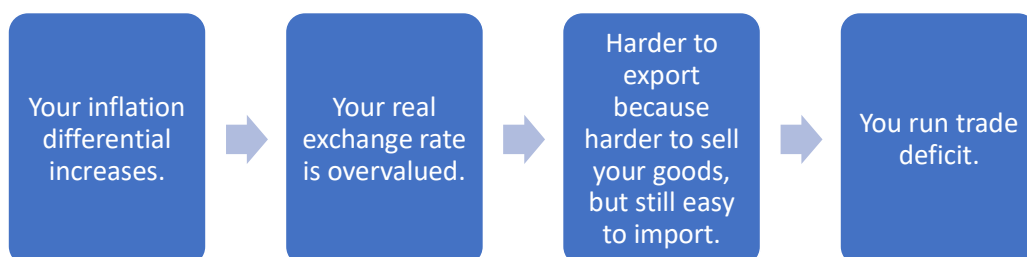 Your inflation
differential
increases.
Your real
exchange rate
is overvalued.
Harder to
export
because
harder to sell
your goods,
but still easy
to import.
You run trade
deficit.